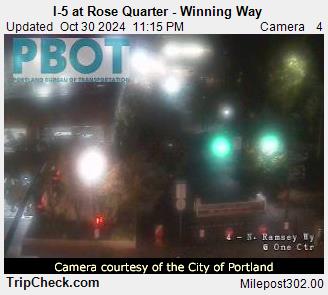 I-5 at Rose Quarter - Winning Way
Updated Oct 30 2024 11:15 PM Camera 4
PBOT
PORTLAND BUREAU OF TRANSPORTATION
4 - N. Ramsey Wy
@ One Ctr
Camera courtesy of the City of Portland
TripCheck.com Milepost302.00